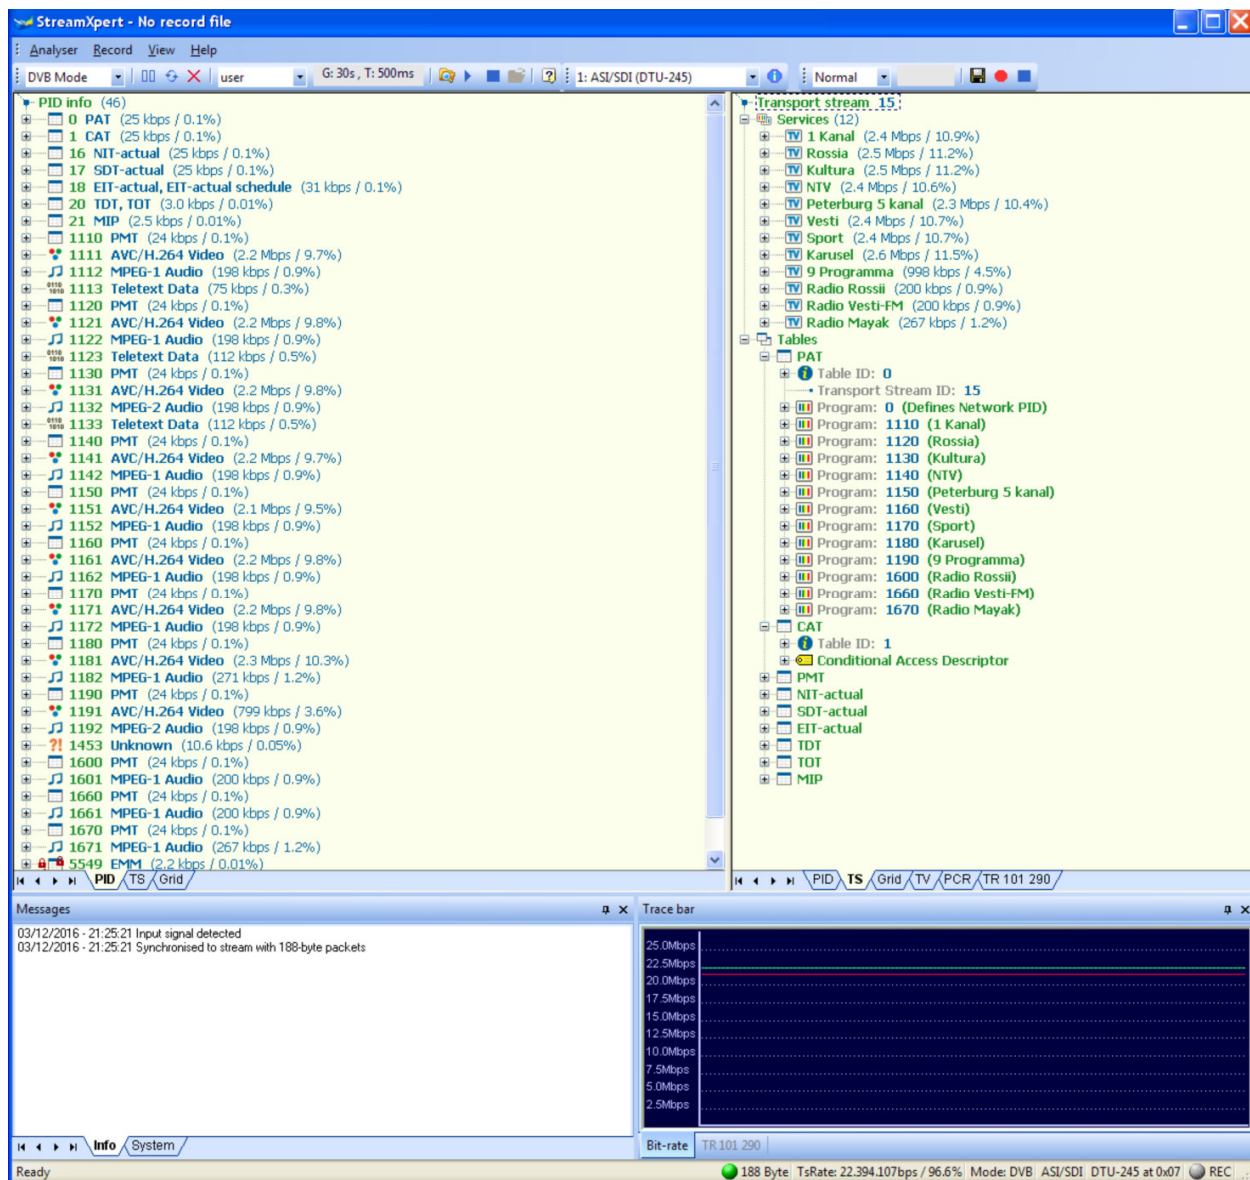 StreamXpert - No record file
Analyser Record View Help
DVB Mode user G: 30s , T: 500ms 1: ASI/SDI (DTU-245) Normal
PID info (46)
0 PAT (25 kbps / 0.1%)
1 CAT (25 kbps / 0.1%)
16 NIT-actual (25 kbps / 0.1%)
17 SDT-actual (25 kbps / 0.1%)
18 EIT-actual, EIT-actual schedule (31 kbps / 0.1%)
20 TDT, TOT (3.0 kbps / 0.01%)
21 MIP (2.5 kbps / 0.01%)
1110 PMT (24 kbps / 0.1%)
1111 AVC/H.264 Video (2.2 Mbps / 9.7%)
1112 MPEG-1 Audio (198 kbps / 0.9%)
1113 Teletext Data (75 kbps / 0.3%)
1120 PMT (24 kbps / 0.1%)
1121 AVC/H.264 Video (2.2 Mbps / 9.8%)
1122 MPEG-1 Audio (198 kbps / 0.9%)
1123 Teletext Data (112 kbps / 0.5%)
1130 PMT (24 kbps / 0.1%)
1131 AVC/H.264 Video (2.2 Mbps / 9.8%)
1132 MPEG-2 Audio (198 kbps / 0.9%)
1133 Teletext Data (112 kbps / 0.5%)
1140 PMT (24 kbps / 0.1%)
1141 AVC/H.264 Video (2.2 Mbps / 9.7%)
1142 MPEG-1 Audio (198 kbps / 0.9%)
1150 PMT (24 kbps / 0.1%)
1151 AVC/H.264 Video (2.1 Mbps / 9.5%)
1152 MPEG-1 Audio (198 kbps / 0.9%)
1160 PMT (24 kbps / 0.1%)
1161 AVC/H.264 Video (2.2 Mbps / 9.8%)
1162 MPEG-1 Audio (198 kbps / 0.9%)
1170 PMT (24 kbps / 0.1%)
1171 AVC/H.264 Video (2.2 Mbps / 9.8%)
1172 MPEG-1 Audio (198 kbps / 0.9%)
1180 PMT (24 kbps / 0.1%)
1181 AVC/H.264 Video (2.3 Mbps / 10.3%)
1182 MPEG-1 Audio (271 kbps / 1.2%)
1190 PMT (24 kbps / 0.1%)
1191 AVC/H.264 Video (799 kbps / 3.6%)
1192 MPEG-2 Audio (198 kbps / 0.9%)
1453 Unknown (10.6 kbps / 0.05%)
1600 PMT (24 kbps / 0.1%)
1601 MPEG-1 Audio (200 kbps / 0.9%)
1660 PMT (24 kbps / 0.1%)
1661 MPEG-1 Audio (200 kbps / 0.9%)
1670 PMT (24 kbps / 0.1%)
1671 MPEG-1 Audio (267 kbps / 1.2%)
5549 EMM (2.2 kbps / 0.01%)
PID TS Grid
Transport stream 15
Services (12)
TV 1 Kanal (2.4 Mbps / 10.9%)
TV Rossia (2.5 Mbps / 11.2%)
TV Kultura (2.5 Mbps / 11.2%)
TV NTV (2.4 Mbps / 10.6%)
TV Peterburg 5 kanal (2.3 Mbps / 10.4%)
TV Vesti (2.4 Mbps / 10.7%)
TV Sport (2.4 Mbps / 10.7%)
TV Karusel (2.6 Mbps / 11.5%)
TV 9 Programma (998 kbps / 4.5%)
TV Radio Rossii (200 kbps / 0.9%)
TV Radio Vesti-FM (200 kbps / 0.9%)
TV Radio Mayak (267 kbps / 1.2%)
Tables
PAT
Table ID: 0
Transport Stream ID: 15
Program: 0 (Defines Network PID)
Program: 1110 (1 Kanal)
Program: 1120 (Rossia)
Program: 1130 (Kultura)
Program: 1140 (NTV)
Program: 1150 (Peterburg 5 kanal)
Program: 1160 (Vesti)
Program: 1170 (Sport)
Program: 1180 (Karusel)
Program: 1190 (9 Programma)
Program: 1600 (Radio Rossii)
Program: 1660 (Radio Vesti-FM)
Program: 1670 (Radio Mayak)
CAT
Table ID: 1
Conditional Access Descriptor
PMT
NIT-actual
SDT-actual
EIT-actual
TDT
TOT
MIP
PID TS Grid TV PCR TR 101 290
Messages
03/12/2016 - 21:25:21 Input signal detected
03/12/2016 - 21:25:21 Synchronised to stream with 188-byte packets
Info System
Trace bar
25.0Mbps
22.5Mbps
20.0Mbps
17.5Mbps
15.0Mbps
12.5Mbps
10.0Mbps
7.5Mbps
5.0Mbps
2.5Mbps
Bit-rate TR 101 290
Ready 188 Byte TsRate: 22.394.107bps / 96.6% Mode: DVB ASI/SDI DTU-245 at 0x07 REC